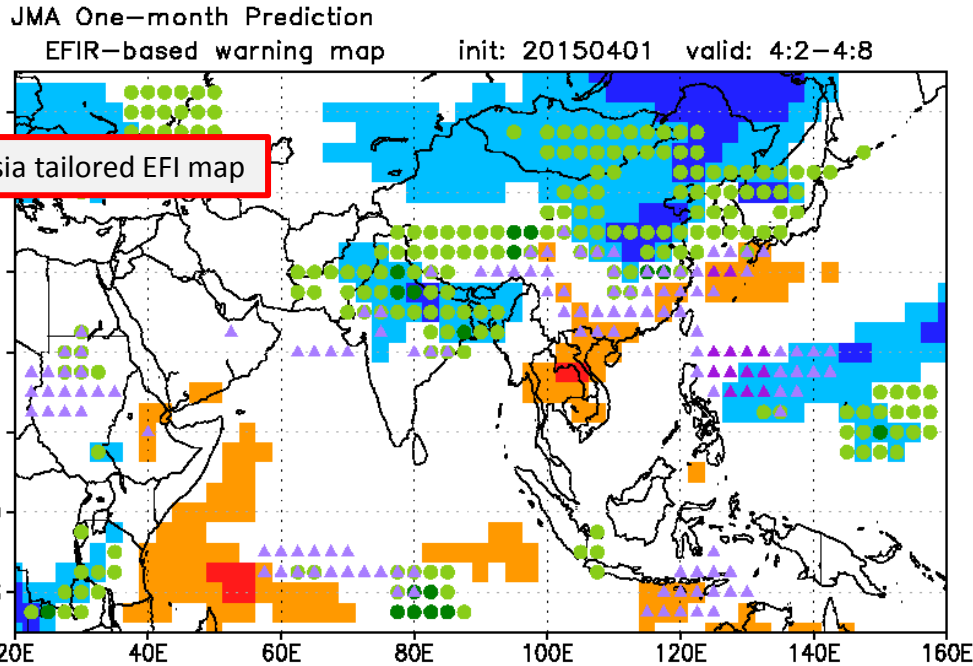 JMA One-month Prediction
EFIR-based warning map init: 20150401 valid: 4:2-4:8
sia tailored EFI map
20E 40E 60E 80E 100E 120E 140E 160E